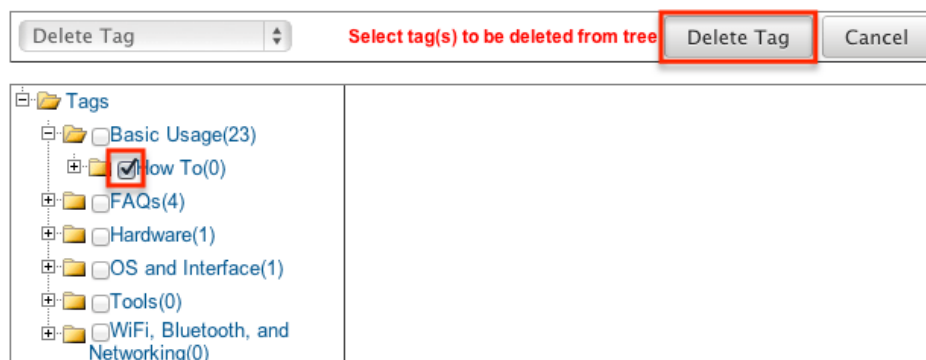 Delete Tag
Select tag(s) to be deleted from tree
Delete Tag
Cancel
Tags
Basic Usage(23)
How To(0)
FAQs(4)
Hardware(1)
OS and Interface(1)
Tools(0)
WiFi, Bluetooth, and
Networking(0)